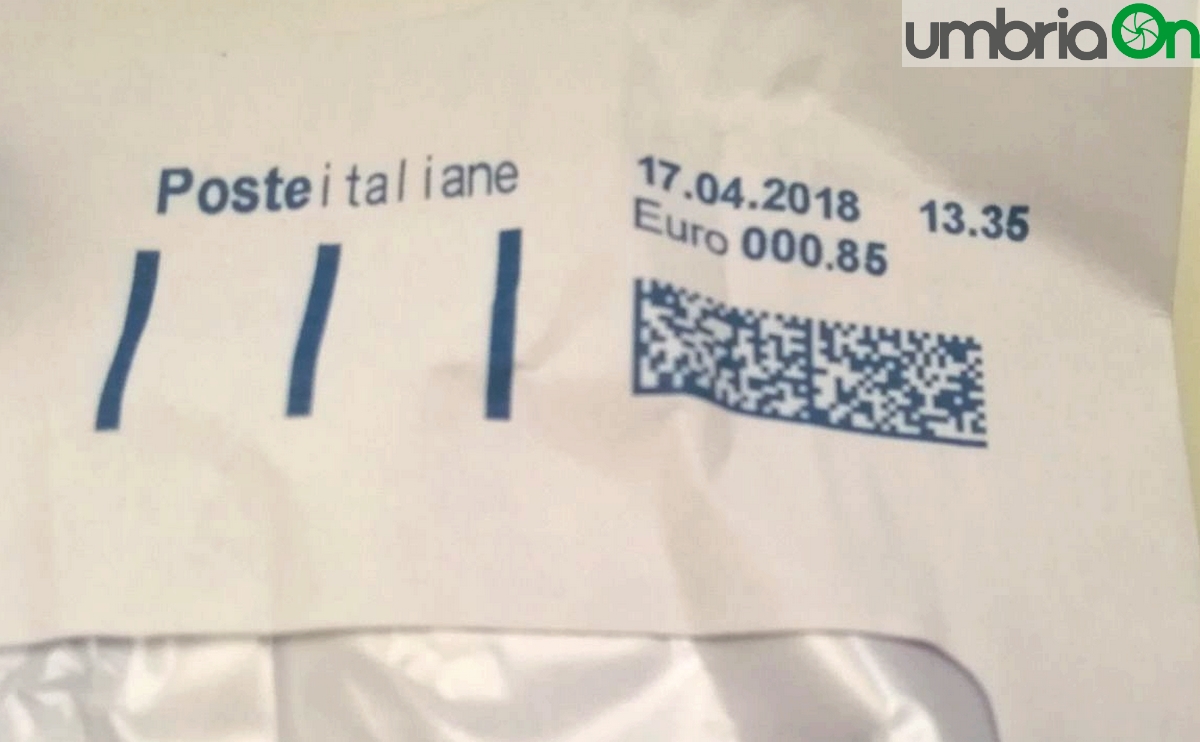 umbriaOn
Posteitaliane
17.04.2018 13.35
Euro 000.85